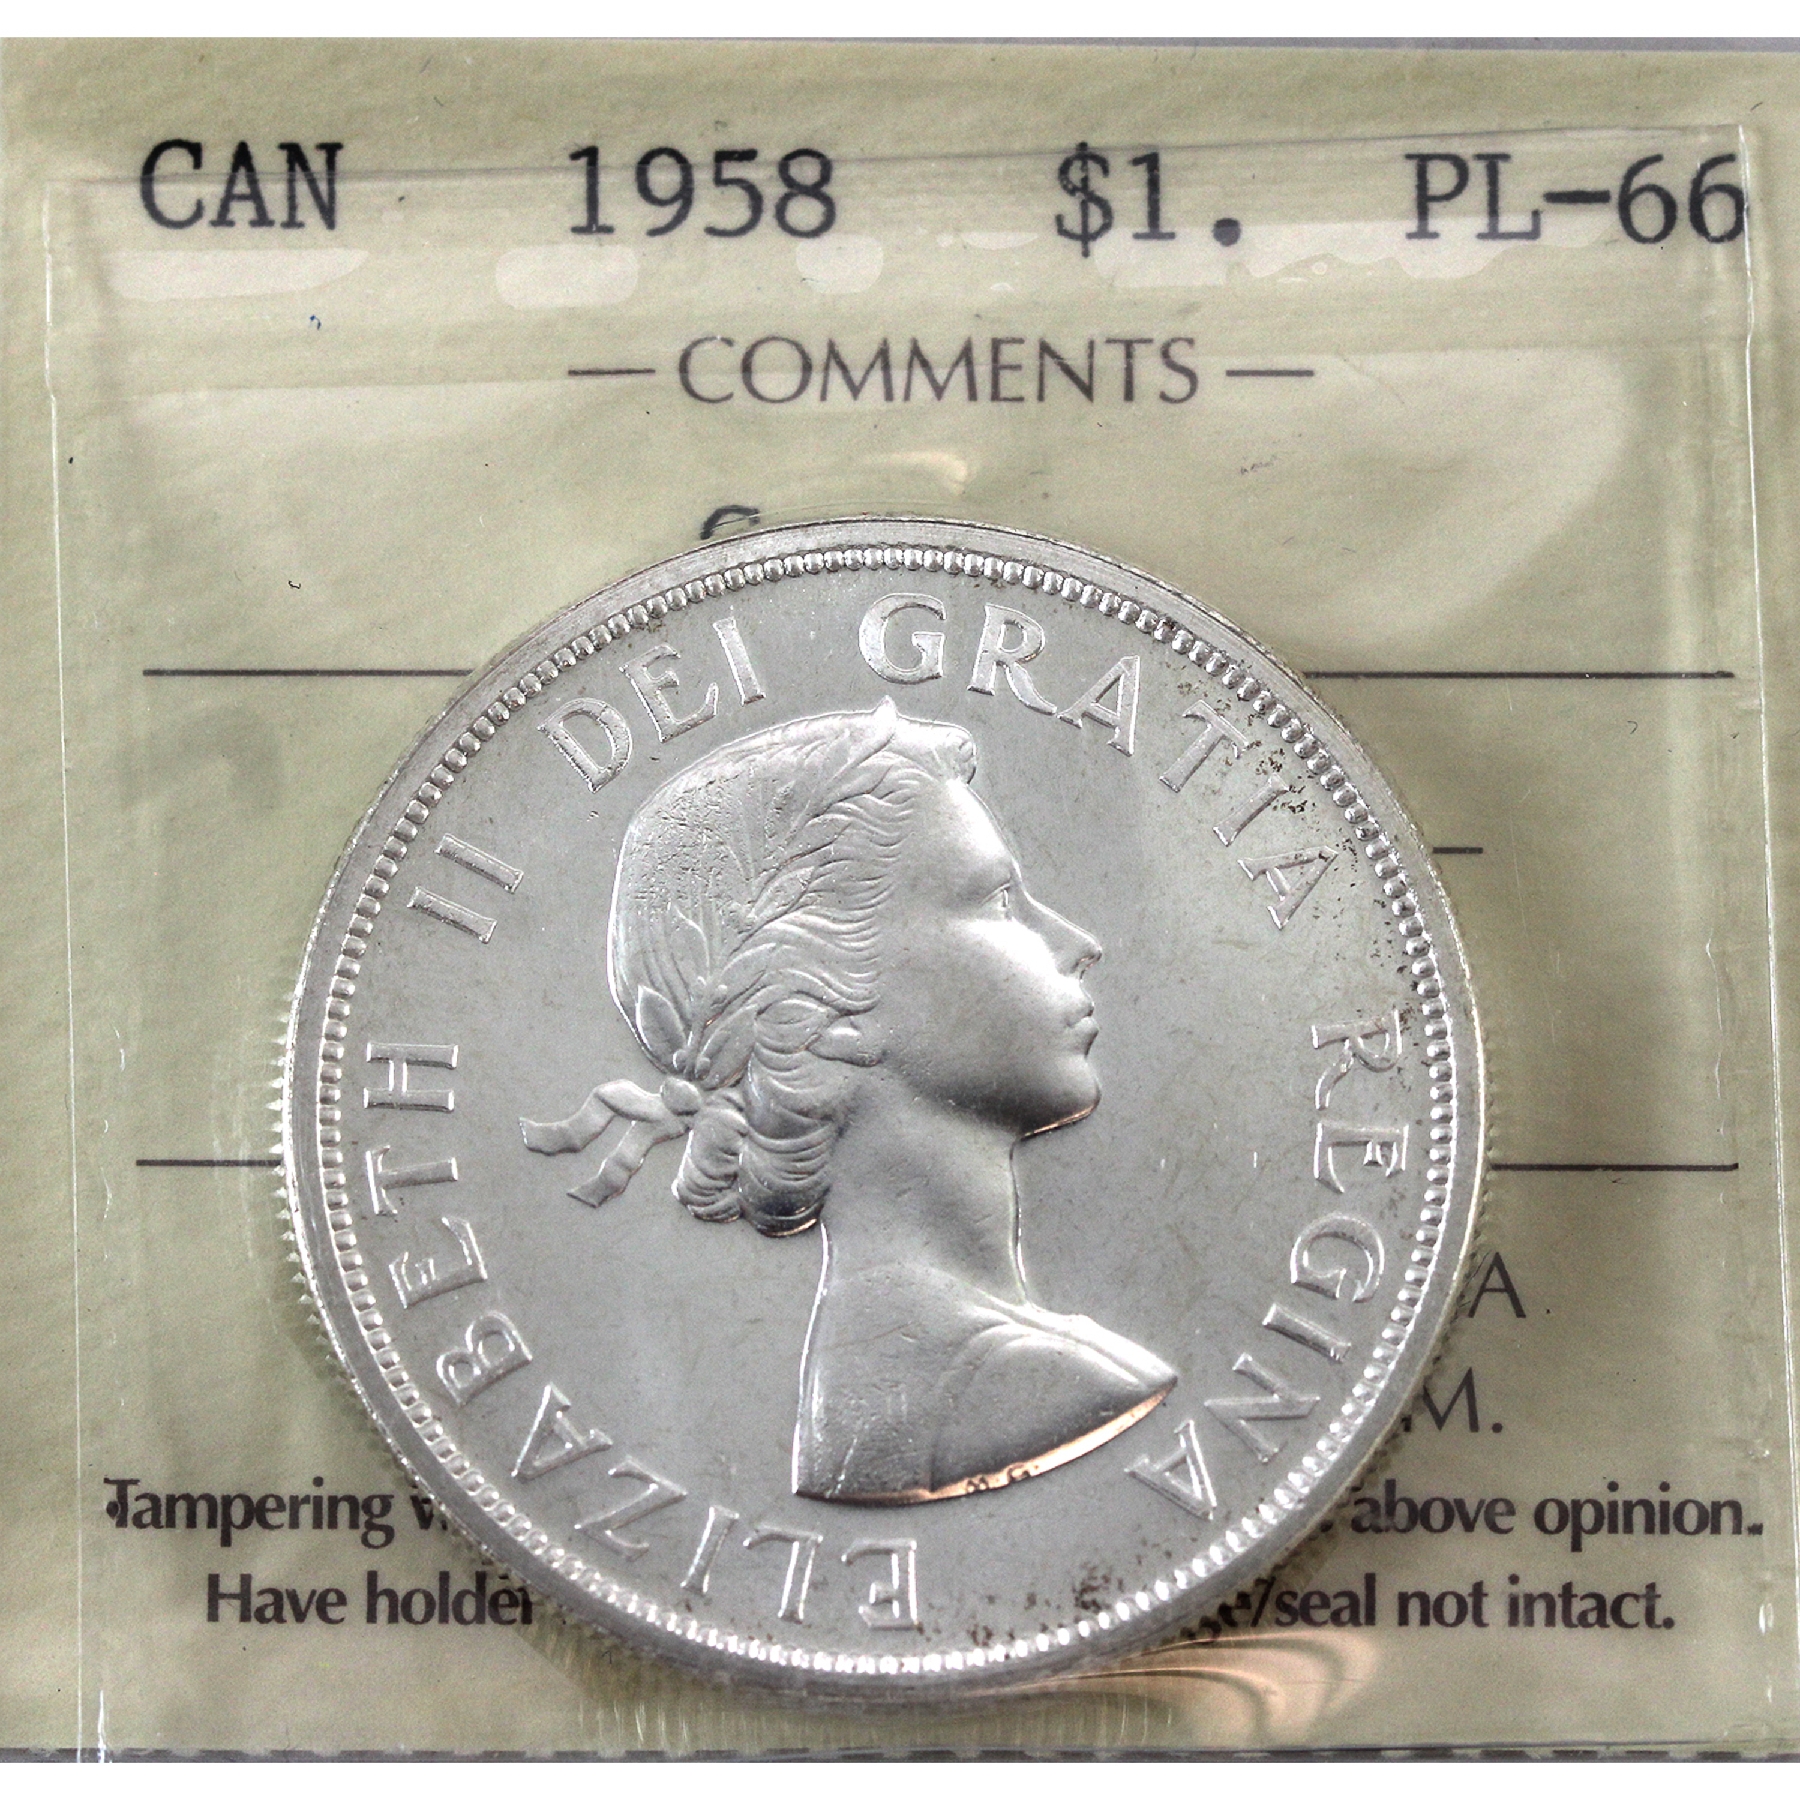 CAN 1958 $1. PL-66
— COMMENTS —
C
ELIZABETH II DEI GRATIA REGINA
M.G.
A
.M.
Tampering above opinion.
Have holder /seal not intact.